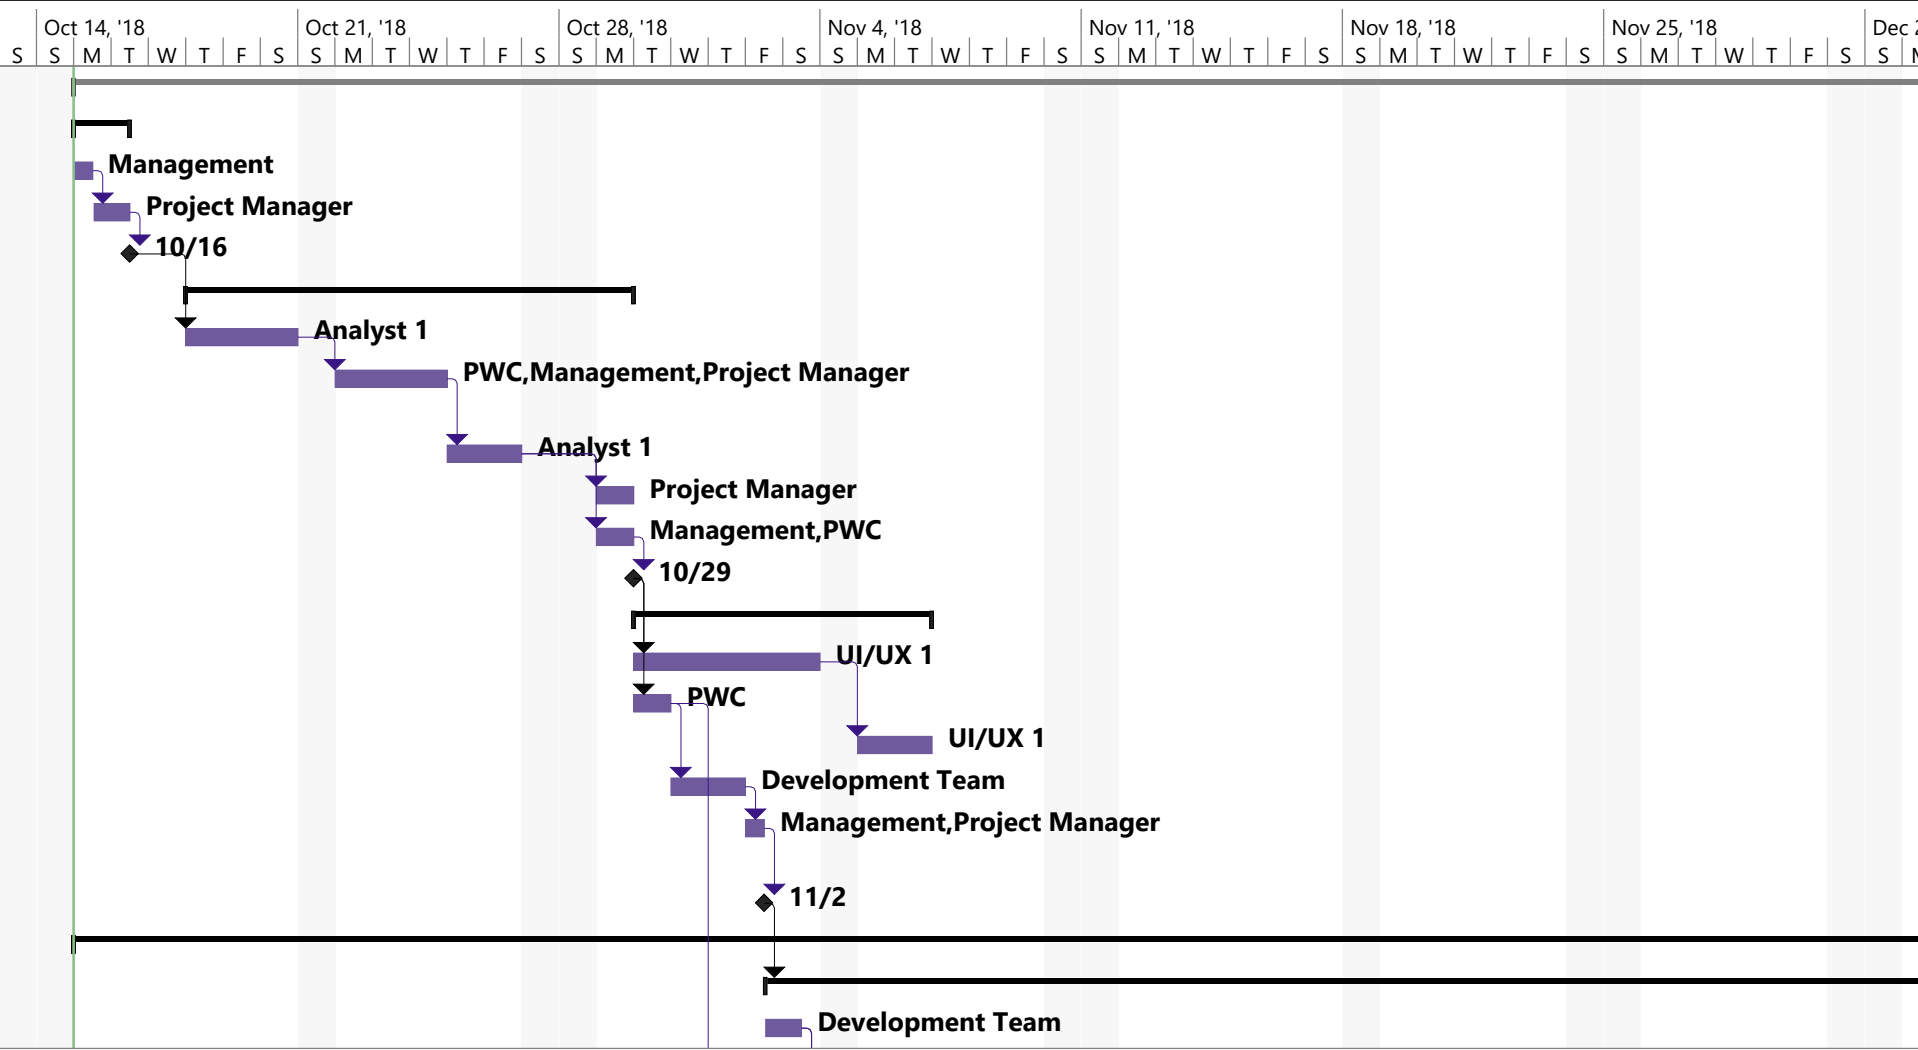 Oct 14, '18 Oct 21, '18 Oct 28, '18 Nov 4, '18 Nov 11, '18 Nov 18, '18 Nov 25, '18 Dec
S S M T W T F S S M T W T F S S M T W T F S S M T W T F S S M T W T F S S M T W T F S S M T W T F S S
Management
Project Manager
10/16
Analyst 1
PWC,Management,Project Manager
Analyst 1
Project Manager
Management,PWC
10/29
UI/UX 1
PWC
UI/UX 1
Development Team
Management,Project Manager
11/2
Development Team